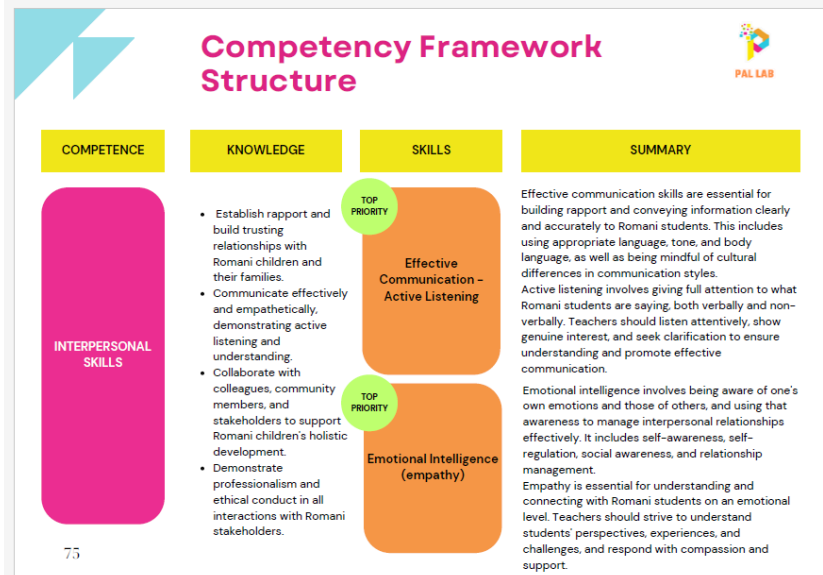 Competency Framework
Structure
PAL LAB
COMPETENCE
KNOWLEDGE
SKILLS
SUMMARY
INTERPERSONAL
SKILLS
• Establish rapport and
build trusting
relationships with
Romani children and
their families.
• Communicate effectively
and empathetically,
demonstrating active
listening and
understanding.
• Collaborate with
colleagues, community
members, and
stakeholders to support
Romani children's holistic
development.
• Demonstrate
professionalism and
ethical conduct in all
interactions with Romani
stakeholders.
TOP
PRIORITY
Effective
Communication -
Active Listening
Effective communication skills are essential for
building rapport and conveying information clearly
and accurately to Romani students. This includes
using appropriate language, tone, and body
language, as well as being mindful of cultural
differences in communication styles.
Active listening involves giving full attention to what
Romani students are saying, both verbally and non-
verbally. Teachers should listen attentively, show
genuine interest, and seek clarification to ensure
understanding and promote effective
communication.
TOP
PRIORITY
Emotional Intelligence
(empathy)
Emotional intelligence involves being aware of one's
own emotions and those of others, and using that
awareness to manage interpersonal relationships
effectively. It includes self-awareness, self-
regulation, social awareness, and relationship
management.
Empathy is essential for understanding and
connecting with Romani students on an emotional
level. Teachers should strive to understand
students' perspectives, experiences, and
challenges, and respond with compassion and
support.
75